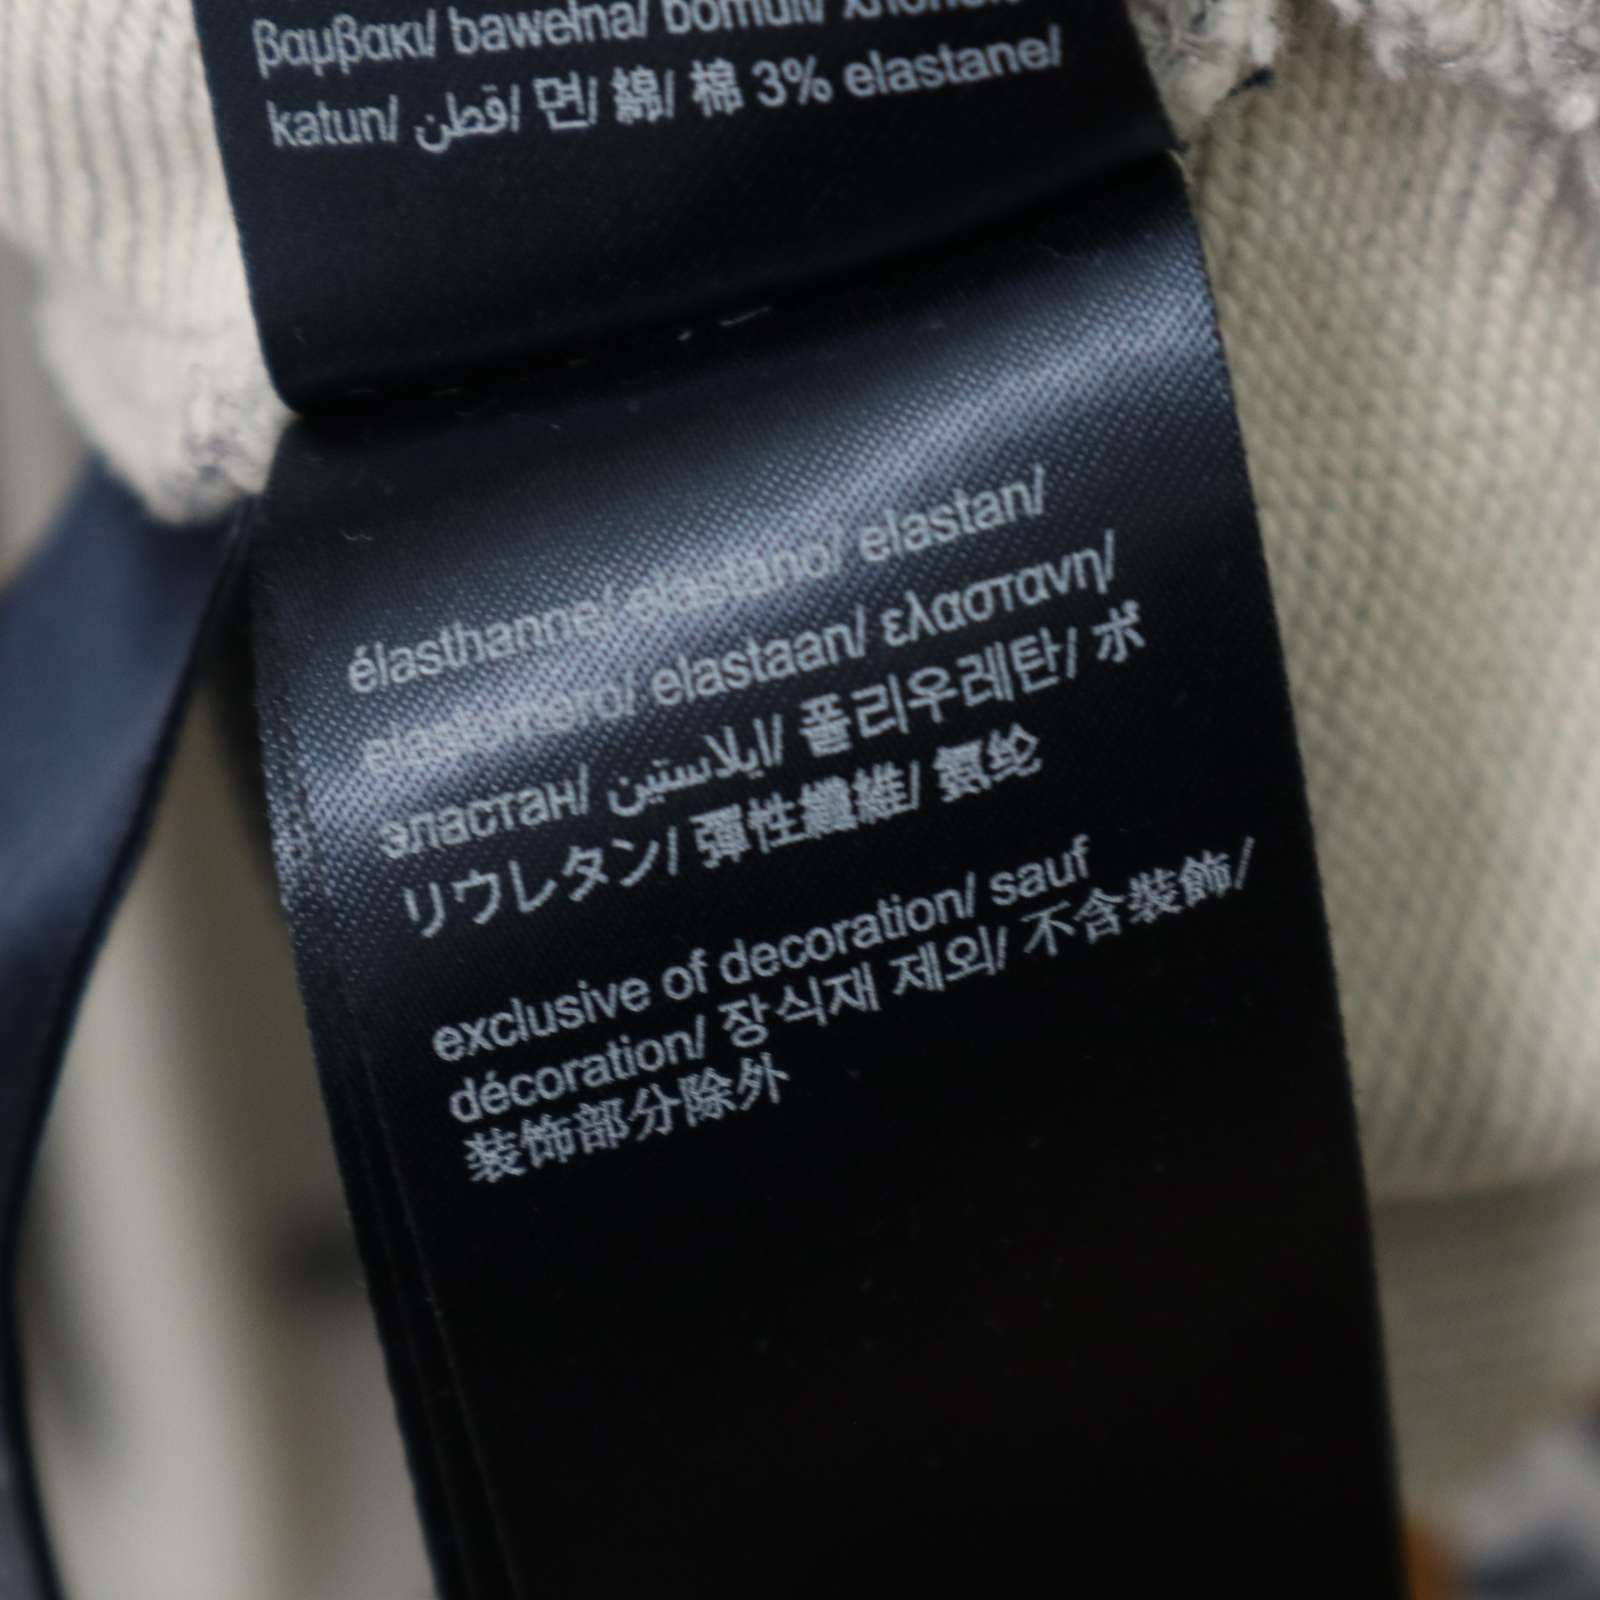 βαμβάκι/ bawełna/ bomull/
katun/ قطن/ 면/ 綿/ 棉 3% elastane/
élasthanne/ elastano/ elastan/
elastomero/ elastaan/ ελαστανη/
эластан/ ايلاستين/ 폴리우레탄/ ポ
リウレタン/ 彈性纖維/ 氨纶
exclusive of decoration/ sauf
décoration/ 장식재 제외/ 不含装飾/
装饰部分除外